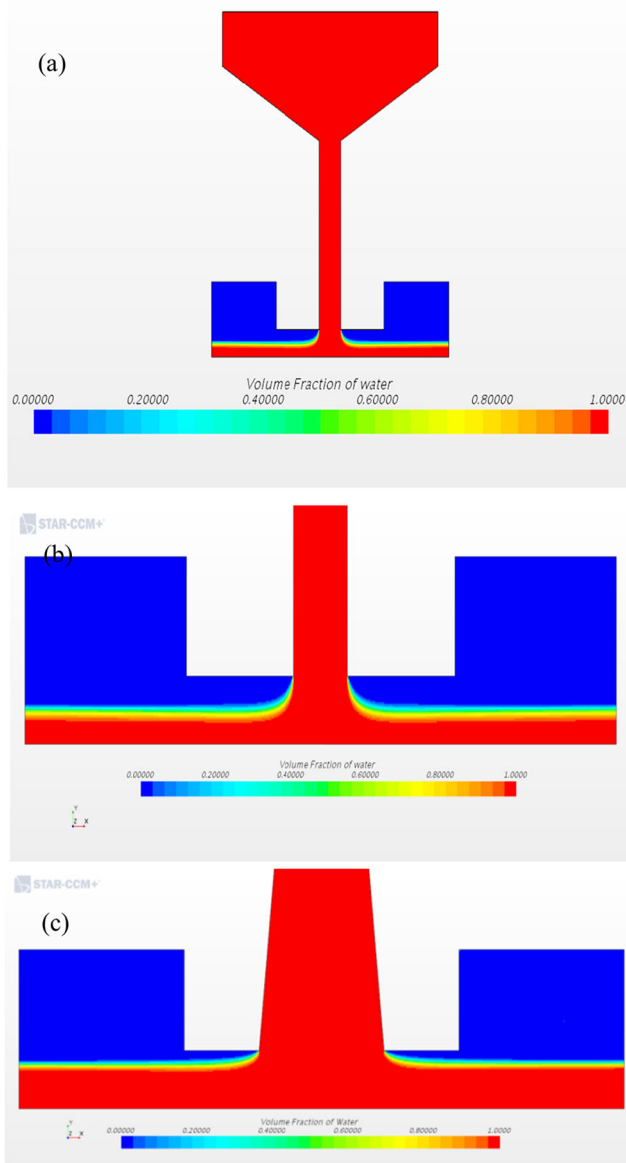 (a)
Volume Fraction of water
0.00000 0.20000 0.40000 0.60000 0.80000 1.0000
STAR-CCM+
(b)
Volume Fraction of water
0.00000 0.20000 0.40000 0.60000 0.80000 1.0000
Y
Z X
STAR-CCM+
(c)
Volume Fraction of Water
0.00000 0.20000 0.40000 0.60000 0.80000 1.0000
Y
Z X